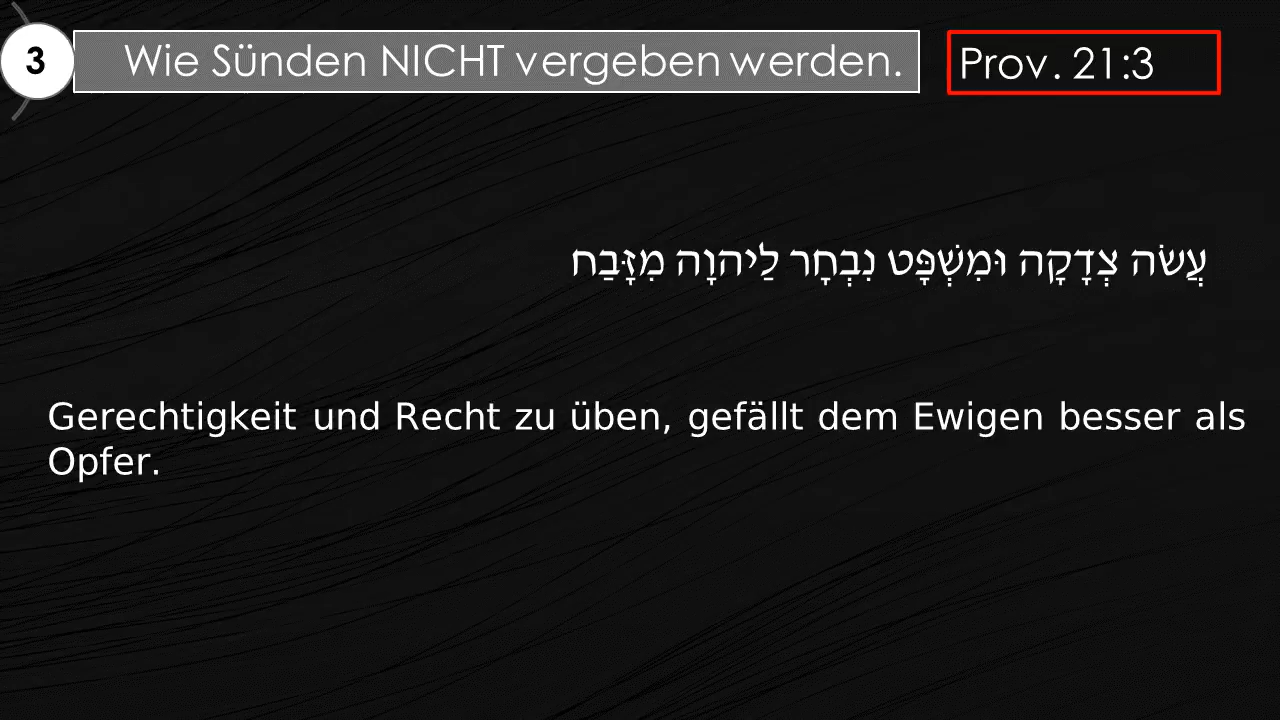 3
Wie Sünden NICHT vergeben werden.
Prov. 21:3
עֲשֹׂה צְדָקָה וּמִשְׁפָּט נִבְחָר לַיהוָה מִזָּבַח
Gerechtigkeit und Recht zu üben, gefällt dem Ewigen besser als
Opfer.